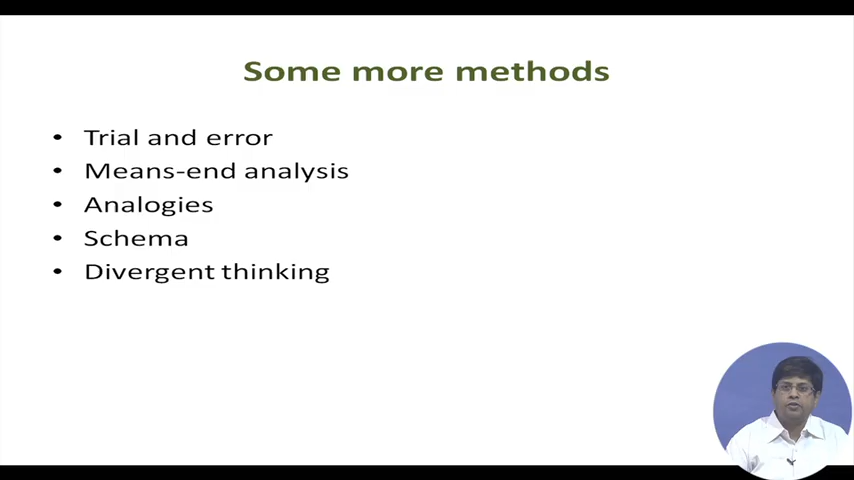 Some more methods
• Trial and error
• Means-end analysis
• Analogies
• Schema
• Divergent thinking